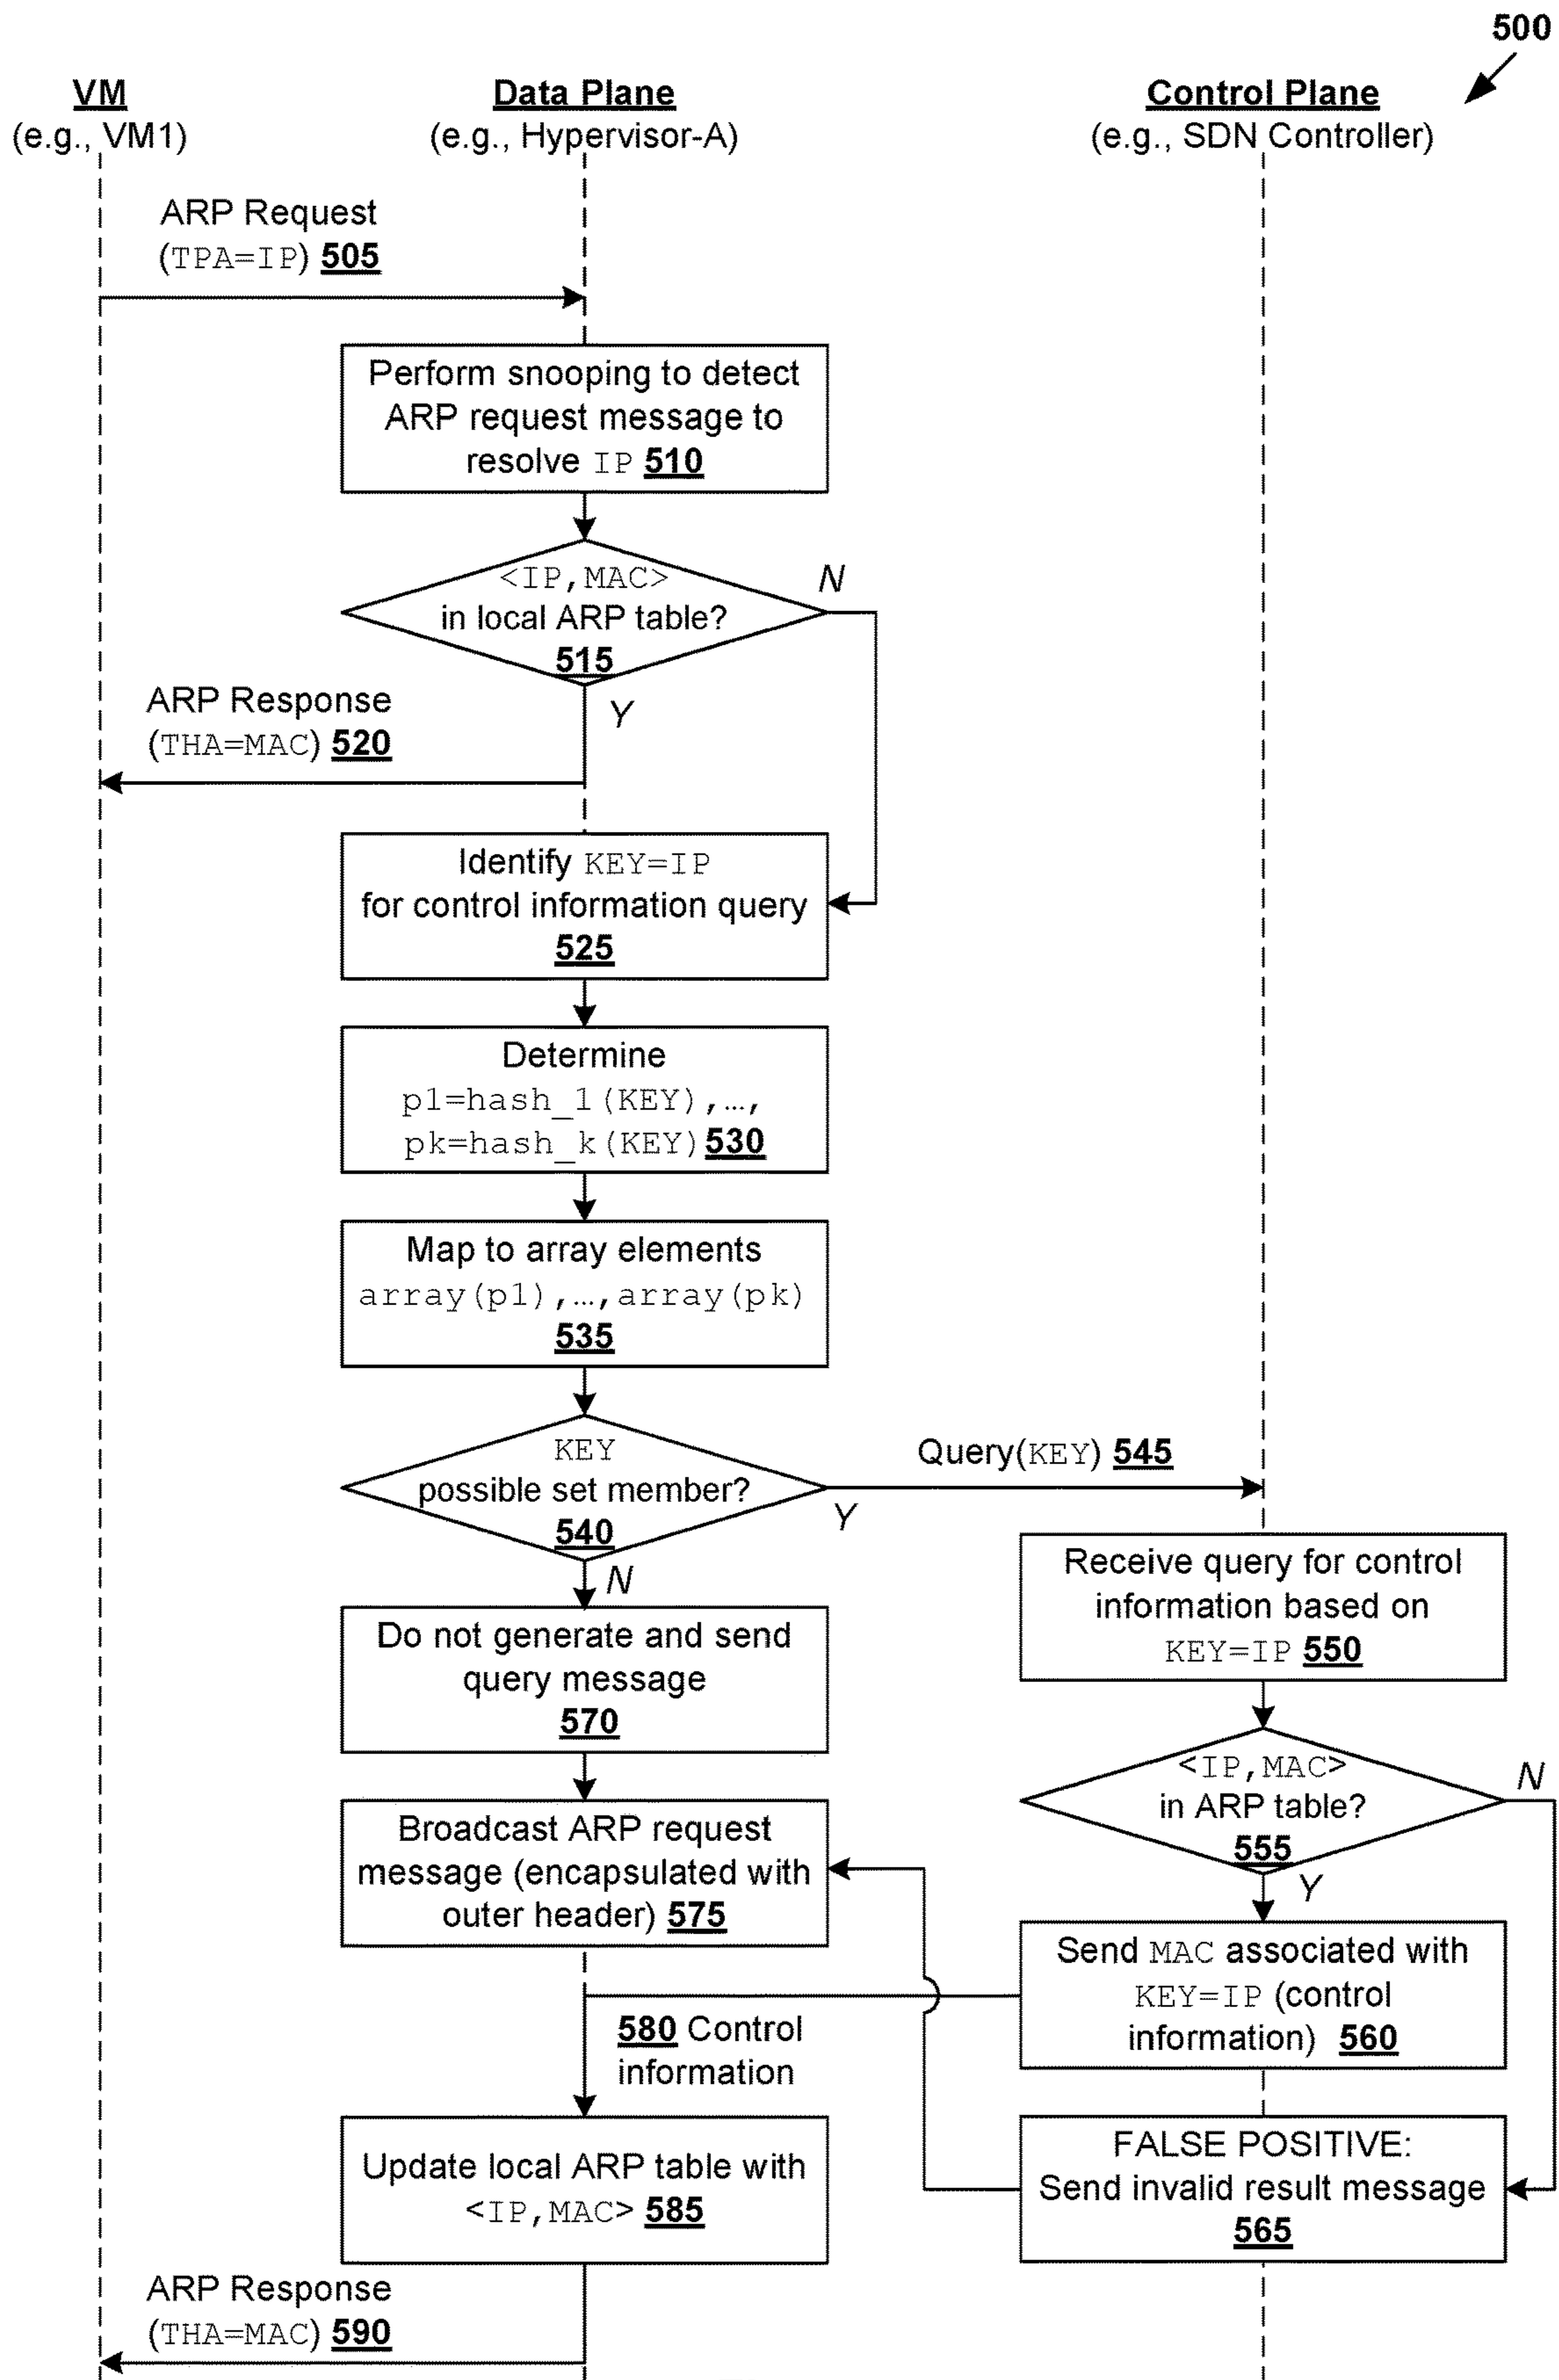 500
VM
(e.g., VM1)
Data Plane
(e.g., Hypervisor-A)
Control Plane
(e.g., SDN Controller)
ARP Request
(TPA=IP) 505
Perform snooping to detect
ARP request message to
resolve IP 510
<IP,MAC>
in local ARP table?
515
N
Y
ARP Response
(THA=MAC) 520
Identify KEY=IP
for control information query
525
Determine
p1=hash_1(KEY),…,
pk=hash_k(KEY) 530
Map to array elements
array(p1),…,array(pk)
535
KEY
possible set member?
540
Query(KEY) 545
Y
N
Receive query for control
information based on
KEY=IP 550
Do not generate and send
query message
570
<IP,MAC>
in ARP table?
555
N
Y
Broadcast ARP request
message (encapsulated with
outer header) 575
Send MAC associated with
KEY=IP (control
information) 560
580 Control
information
FALSE POSITIVE:
Send invalid result message
565
Update local ARP table with
<IP,MAC> 585
ARP Response
(THA=MAC) 590